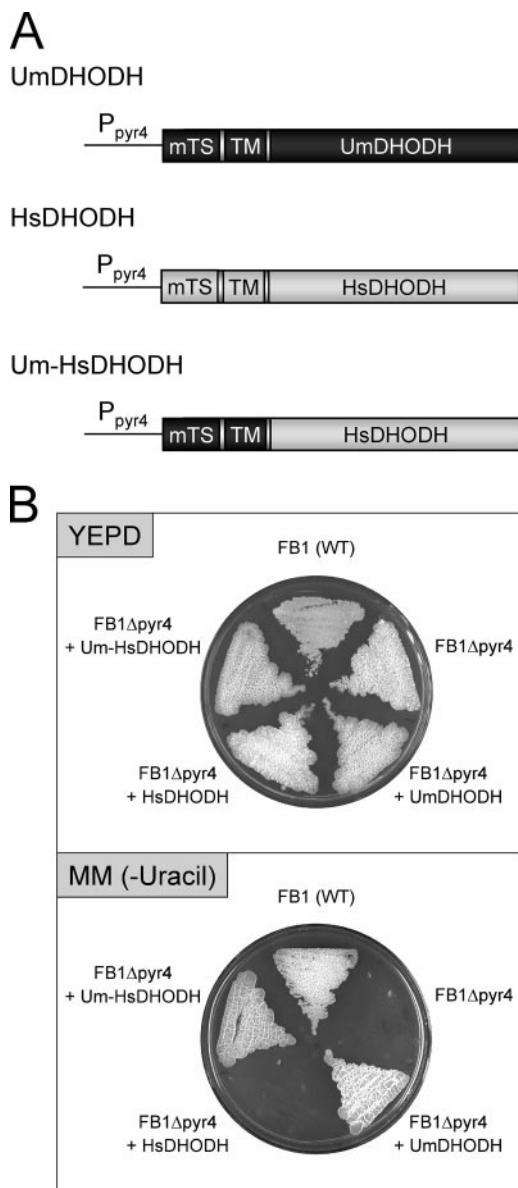 A
UmDHODH
Ppyr4
mTS TM UmDHODH
HsDHODH
Ppyr4
mTS TM HsDHODH
Um-HsDHODH
Ppyr4
mTS TM HsDHODH
B
YEPD
FB1 (WT)
FB1Δpyr4
+ Um-HsDHODH
FB1Δpyr4
FB1Δpyr4
+ HsDHODH
FB1Δpyr4
+ UmDHODH
MM (-Uracil)
FB1 (WT)
FB1Δpyr4
+ Um-HsDHODH
FB1Δpyr4
FB1Δpyr4
+ HsDHODH
FB1Δpyr4
+ UmDHODH